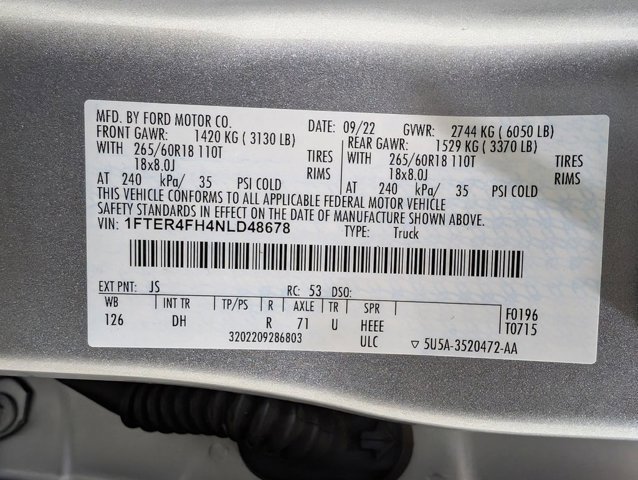 MFD. BY FORD MOTOR CO. DATE: 09/22 GVWR: 2744 KG ( 6050 LB)
FRONT GAWR: 1420 KG ( 3130 LB) REAR GAWR: 1529 KG ( 3370 LB)
WITH 265/60R18 110T TIRES WITH 265/60R18 110T TIRES
18x8.0J RIMS 18x8.0J RIMS
AT 240 kPa/ 35 PSI COLD AT 240 kPa/ 35 PSI COLD
THIS VEHICLE CONFORMS TO ALL APPLICABLE FEDERAL MOTOR VEHICLE
SAFETY STANDARDS IN EFFECT ON THE DATE OF MANUFACTURE SHOWN ABOVE.
VIN: 1FTER4FH4NLD48678 TYPE: Truck
EXT PNT: JS RC: 53 DSO:
WB INT TR TP/PS R AXLE TR SPR F0196
126 DH R 71 U HEEE T0715
3202209286803 ULC ▽ 5U5A-3520472-AA